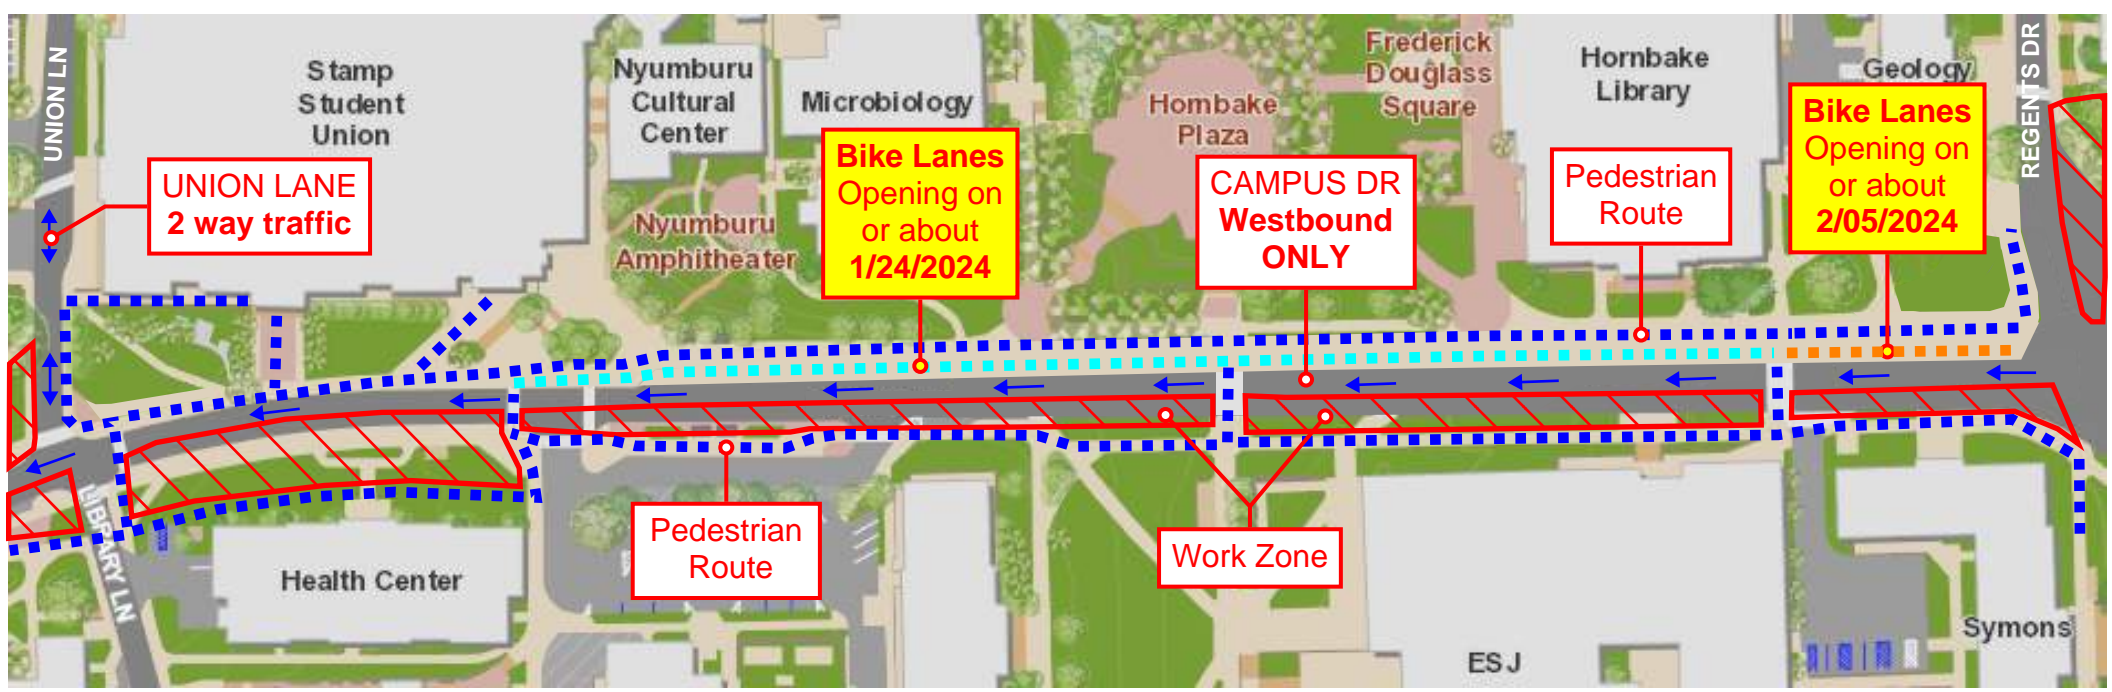 UNION LN
Stamp
Student
Union
UNION LANE
2 way traffic
Nyumburu
Cultural
Center
Microbiology
Nyumburu
Amphitheater
Bike Lanes
Opening on
or about
1/24/2024
Hornbake
Plaza
Frederick
Douglass
Square
CAMPUS DR
Westbound
ONLY
Hornbake
Library
Pedestrian
Route
Geology
Bike Lanes
Opening on
or about
2/05/2024
REGENTS DR
LIBRARY LN
Health Center
Pedestrian
Route
Work Zone
ESJ
Symons